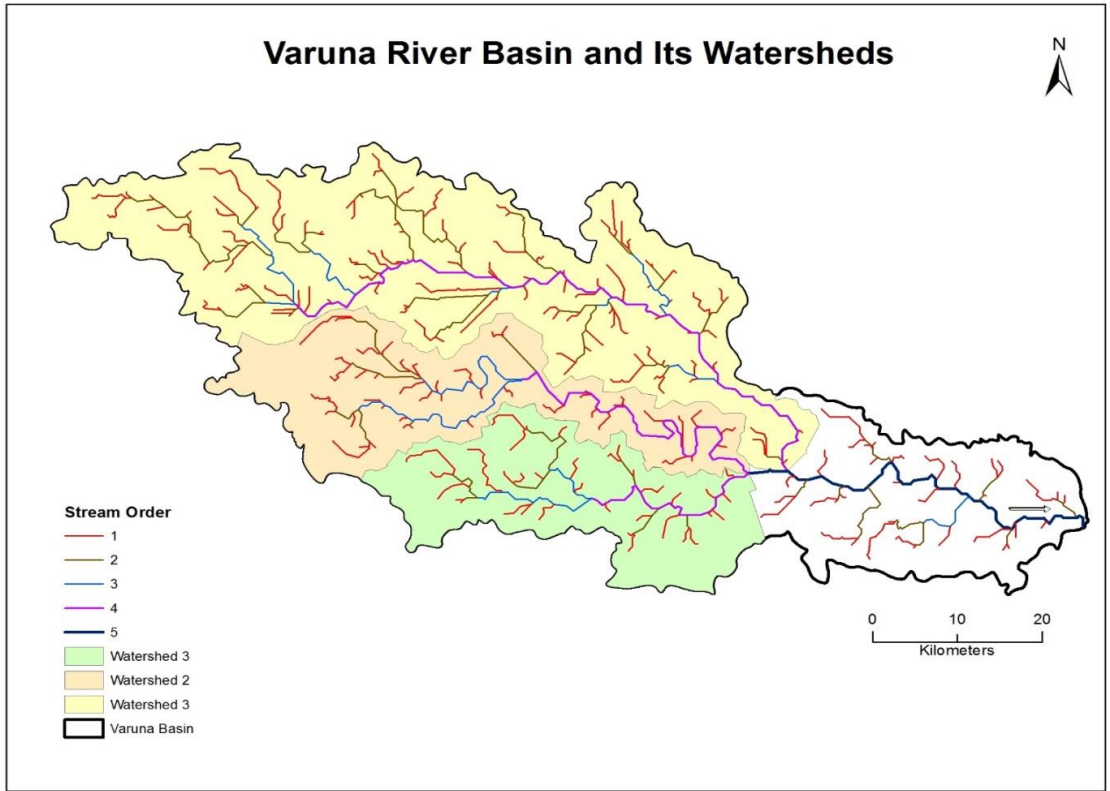 Varuna River Basin and Its Watersheds
N
Stream Order
1
2
3
4
5
Watershed 3
Watershed 2
Watershed 3
Varuna Basin
0 10 20
Kilometers